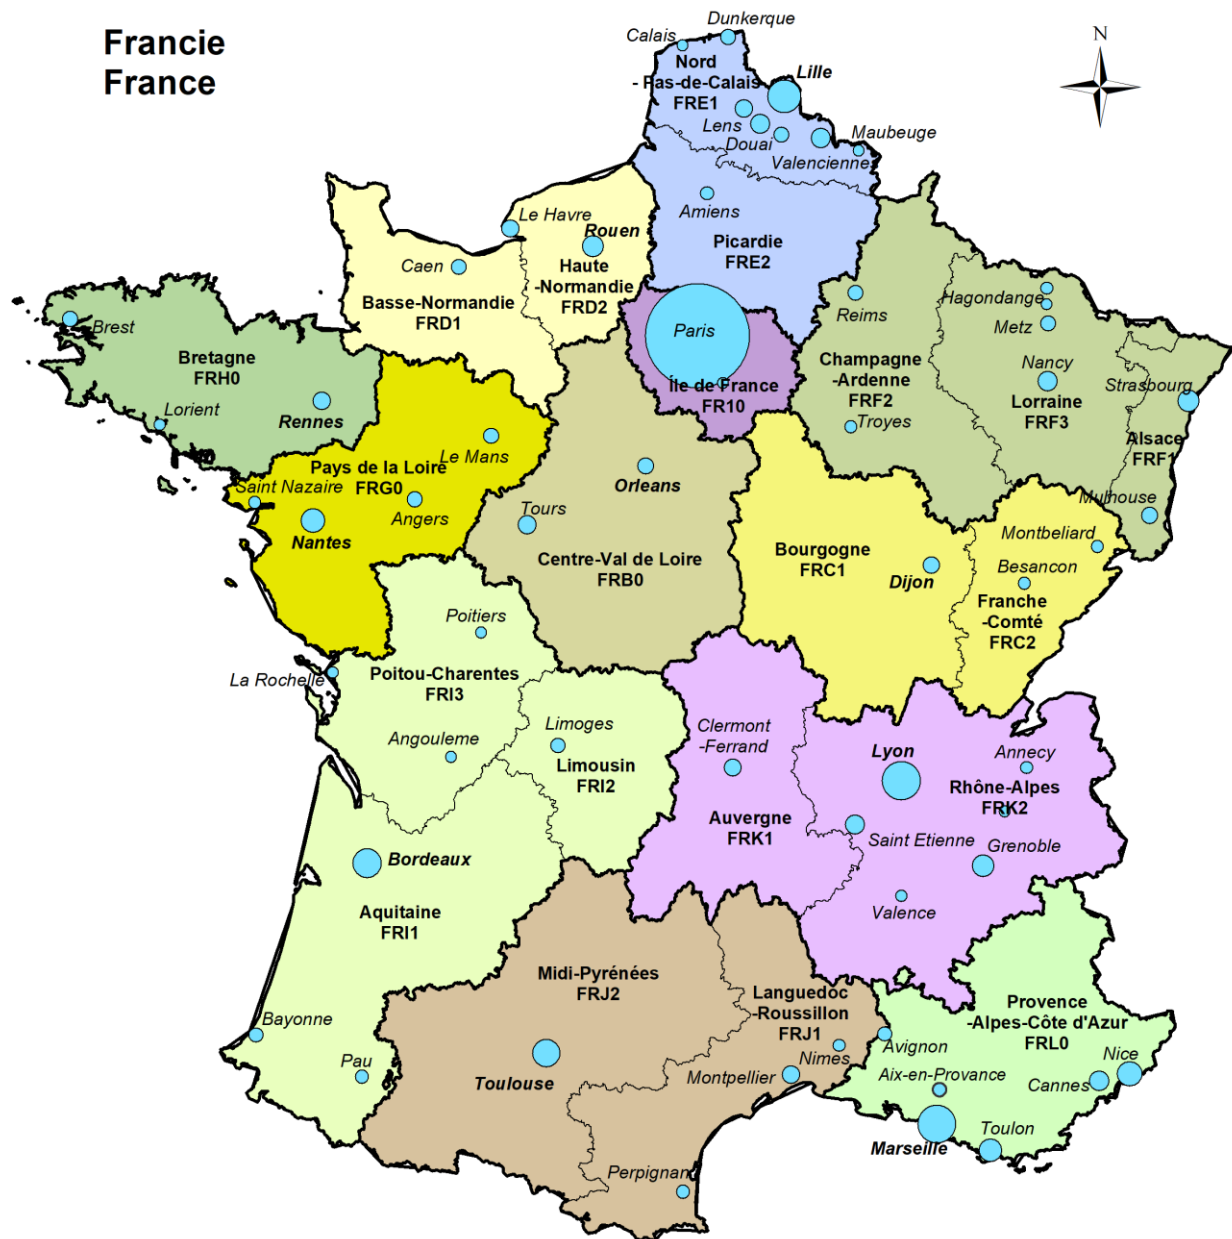 Francie
France
N
Dunkerque
Calais
Nord
- Pas-de-Calais
FRE1
Lille
Lens
Douai
Maubeuge
Valencienne
Amiens
Picardie
FRE2
Le Havre
Rouen
Haute
-Normandie
FRD2
Caen
Basse-Normandie
FRD1
Brest
Bretagne
FRH0
Lorient
Rennes
Paris
Île de France
FR10
Reims
Champagne
-Ardenne
FRF2
Troyes
Hagondange
Metz
Nancy
Lorraine
FRF3
Strasbourg
Alsace
FRF1
Mulhouse
Le Mans
Pays de la Loire
FRG0
Saint Nazaire
Angers
Nantes
Orleans
Tours
Centre-Val de Loire
FRB0
Bourgogne
FRC1
Dijon
Montbeliard
Besancon
Franche
-Comté
FRC2
Poitiers
La Rochelle
Poitou-Charentes
FRI3
Angouleme
Limoges
Limousin
FRI2
Clermont
-Ferrand
Auvergne
FRK1
Lyon
Annecy
Rhône-Alpes
FRK2
Saint Etienne
Grenoble
Valence
Bordeaux
Aquitaine
FRI1
Bayonne
Pau
Midi-Pyrénées
FRJ2
Toulouse
Languedoc
-Roussillon
FRJ1
Nimes
Montpellier
Perpignan
Provence
-Alpes-Côte d'Azur
FRL0
Avignon
Nice
Aix-en-Provance
Cannes
Marseille
Toulon